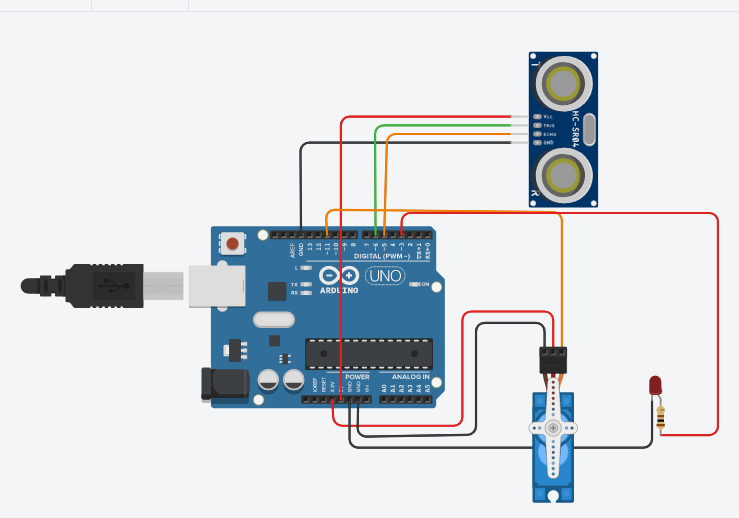 T
Vcc
TRIG
ECHO
GND
HC-SR04
R
AREF
GND
13
12
~11
~10
~9
8
7
~6
~5
4
~3
2
TX→1
RX←0
DIGITAL (PWM~)
L
TX
RX
UNO
ON
ARDUINO
POWER
ANALOG IN
IOREF
RESET
3.3V
GND
GND
Vin
A0
A1
A2
A3
A4
A5